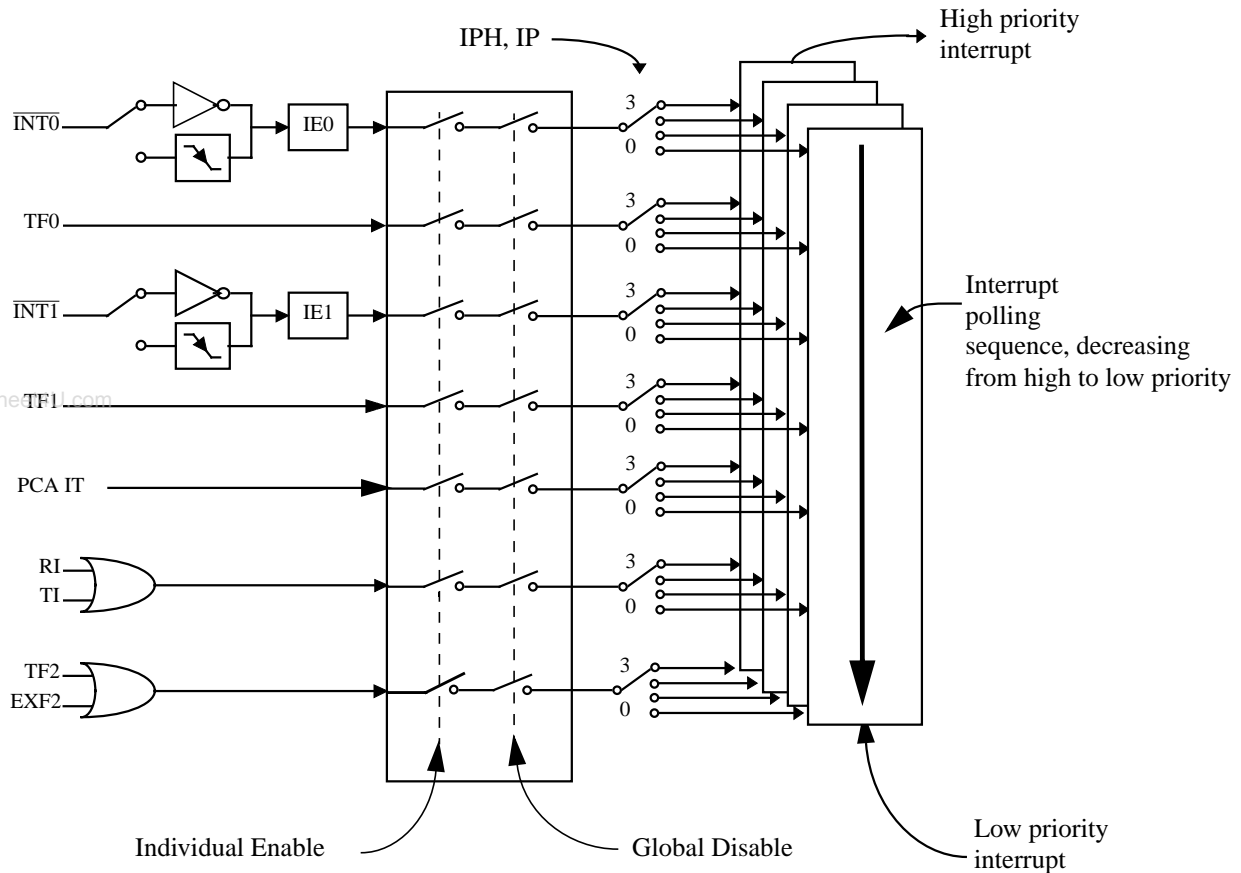 High priority
interrupt
IPH, IP
INT0
IE0
3
0
TF0
3
0
INT1
IE1
3
0
Interrupt
polling
sequence, decreasing
from high to low priority
TF1
3
0
PCA IT
3
0
RI
TI
3
0
TF2
EXF2
3
0
Individual Enable
Global Disable
Low priority
interrupt